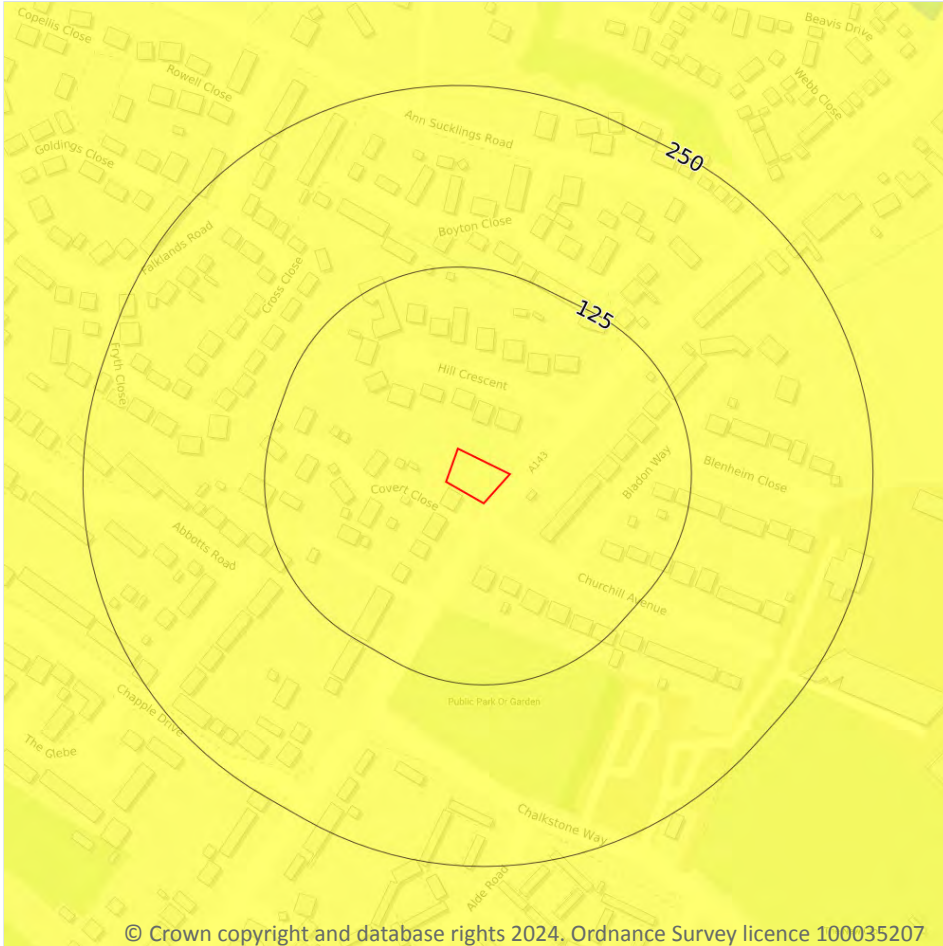 Copellis Close
Beavis Drive
Rowell Close
Webb Close
Ann Sucklings Road
Goldings Close
250
Boyton Close
Falklands Road
Cross Close
125
Fryth Close
Hill Crescent
A143
Covert Close
Bladon Way
Blenheim Close
Abbotts Road
Churchill Avenue
Public Park Or Garden
Chapple Drive
The Glebe
Chalkstone Way
Alde Road
© Crown copyright and database rights 2024. Ordnance Survey licence 100035207